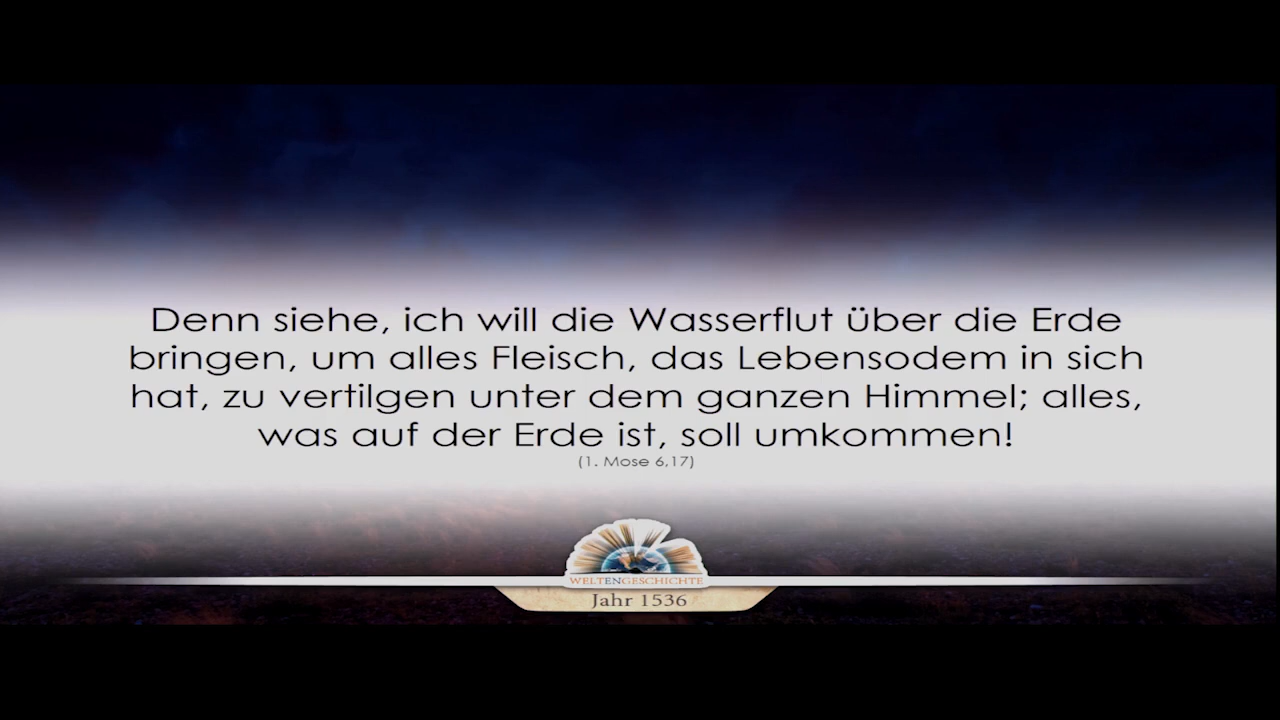 Denn siehe, ich will die Wasserflut über die Erde
bringen, um alles Fleisch, das Lebensodem in sich
hat, zu vertilgen unter dem ganzen Himmel; alles,
was auf der Erde ist, soll umkommen!
(1. Mose 6,17)
WELTENGESCHICHTE
Jahr 1536